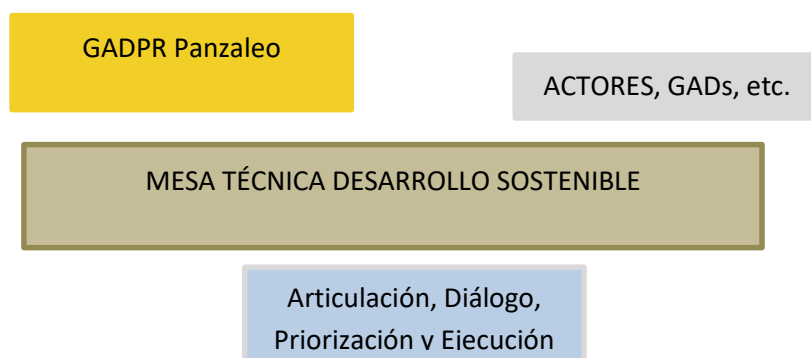 GADPR Panzaleo
ACTORES, GADs, etc.
MESA TÉCNICA DESARROLLO SOSTENIBLE
Articulación, Diálogo,
Priorización y Ejecución